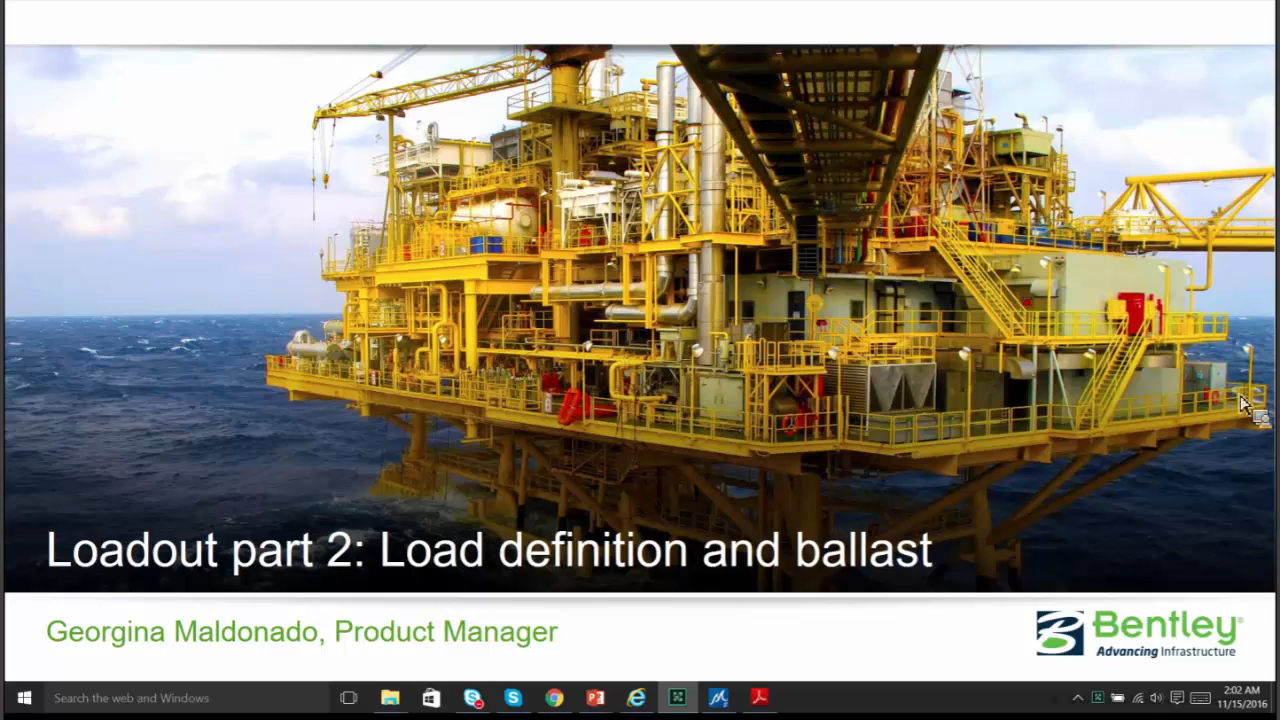 Loadout part 2: Load definition and ballast
Georgina Maldonado, Product Manager
Bentley®
Advancing Infrastructure
Search the web and Windows
2:02 AM
11/15/2016